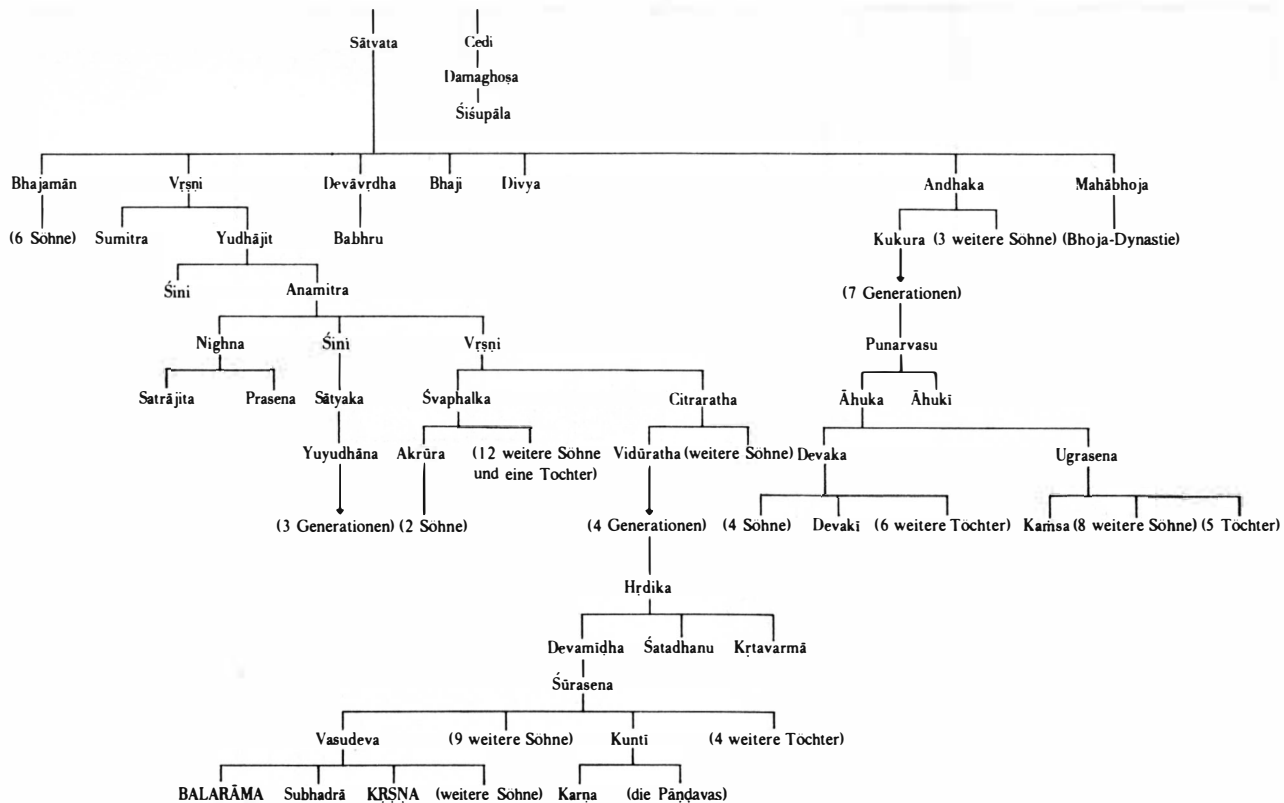 Sātvata Cedi
Damaghoṣa
Śiśupāla
Bhajamān Vṛṣni Devāvṛdha Bhaji Divya Andhaka Mahābhoja
(6 Söhne) Sumitra Yudhājit Babhru Kukura (3 weitere Söhne) (Bhoja-Dynastie)
Śini Anamitra (7 Generationen)
Nighna Śini Vṛṣni Punarvasu
Satrājita Prasena Sātyaka Śvaphalka Citraratha Āhuka Āhukī
Yuyudhāna Akrūra (12 weitere Söhne Vidūratha (weitere Söhne) Devaka Ugrasena
und eine Tochter)
(3 Generationen) (2 Söhne) (4 Generationen) (4 Söhne) Devakī (6 weitere Töchter) Kaṁsa (8 weitere Söhne) (5 Töchter)
Hṛdika
Devamīḍha Śatadhanu Kṛtavarmā
Śūrasena
Vasudeva (9 weitere Söhne) Kuntī (4 weitere Töchter)
BALARĀMA Subhadrā KṚṢṆA (weitere Söhne) Karṇa (die Pāṇḍavas)